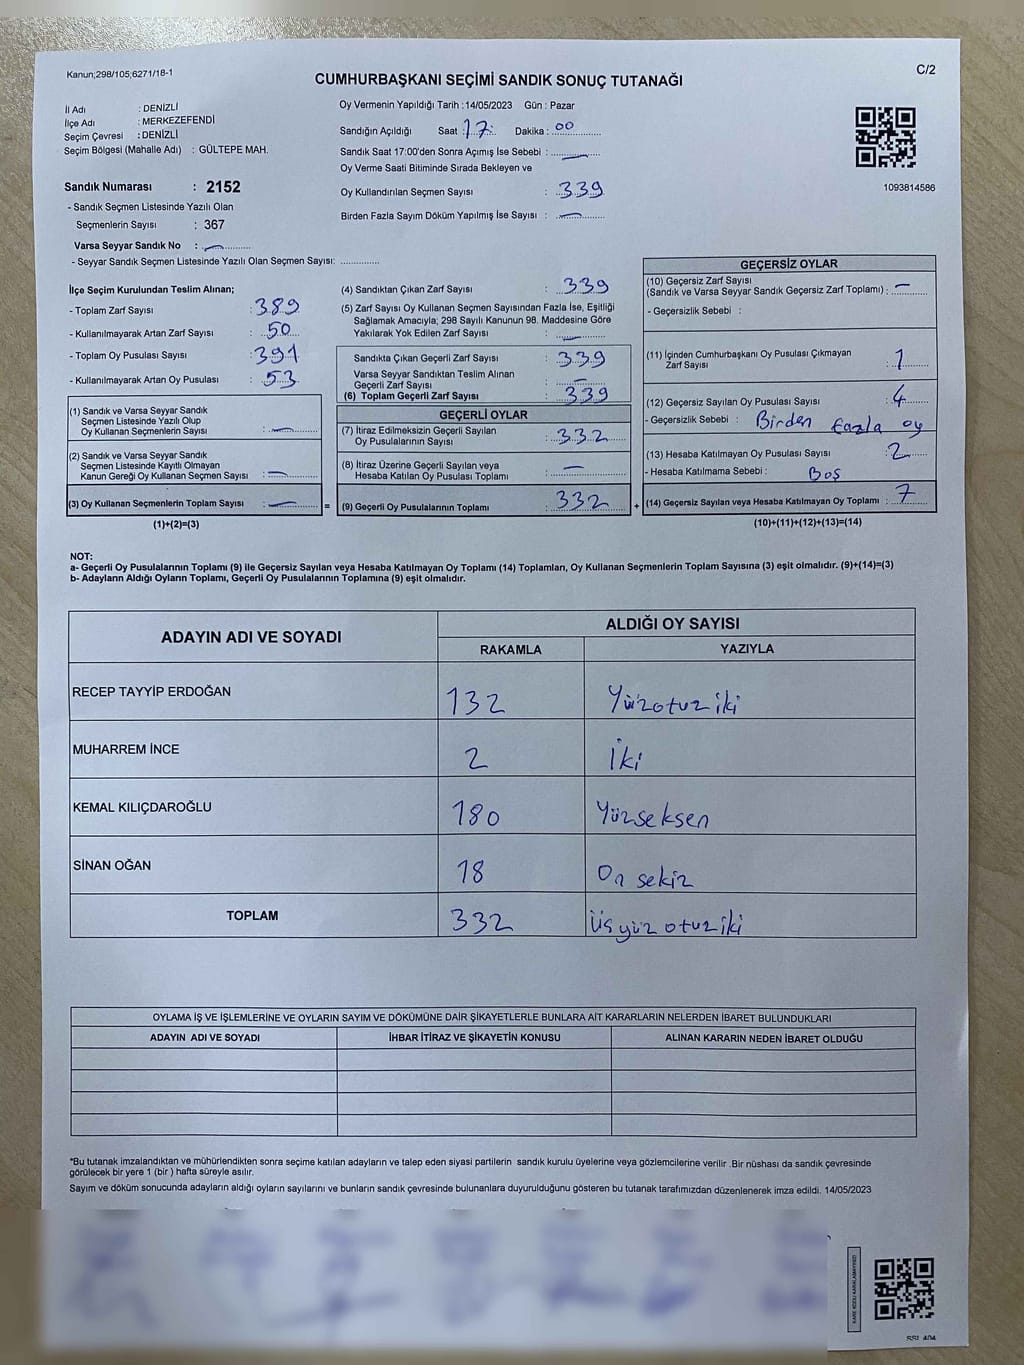 Kanun;298/105;6271/18-1
C/2
CUMHURBAŞKANI SEÇİMİ SANDIK SONUÇ TUTANAĞI
İl Adı : DENİZLİ
İlçe Adı : MERKEZEFENDİ
Seçim Çevresi : DENİZLİ
Seçim Bölgesi (Mahalle Adı) : GÜLTEPE MAH.
Oy Vermenin Yapıldığı Tarih : 14/05/2023 Gün : Pazar
Sandığın Açıldığı Saat : 17 Dakika : 00
Sandık Saat 17:00'den Sonra Açımış İse Sebebi : —
Oy Verme Saati Bitiminde Sırada Bekleyen ve
Oy Kullandırılan Seçmen Sayısı : 339
Birden Fazla Sayım Döküm Yapılmış İse Sayısı : —
1093814586
Sandık Numarası : 2152
- Sandık Seçmen Listesinde Yazılı Olan
Seçmenlerin Sayısı : 367
Varsa Seyyar Sandık No : —
- Seyyar Sandık Seçmen Listesinde Yazılı Olan Seçmen Sayısı: ..............
İlçe Seçim Kurulundan Teslim Alınan;
- Toplam Zarf Sayısı : 389
- Kullanılmayarak Artan Zarf Sayısı : 50
- Toplam Oy Pusulası Sayısı : 391
- Kullanılmayarak Artan Oy Pusulası : 53
(1) Sandık ve Varsa Seyyar Sandık
Seçmen Listesinde Yazılı Olup
Oy Kullanan Seçmenlerin Sayısı : —
(2) Sandık ve Varsa Seyyar Sandık
Seçmen Listesinde Kayıtlı Olmayan
Kanun Gereği Oy Kullanan Seçmen Sayısı : —
(3) Oy Kullanan Seçmenlerin Toplam Sayısı : — =
(1)+(2)=(3)
(4) Sandıktan Çıkan Zarf Sayısı : 339
(5) Zarf Sayısı Oy Kullanan Seçmen Sayısından Fazla İse, Eşitliği
Sağlamak Amacıyla; 298 Sayılı Kanunun 98. Maddesine Göre
Yakılarak Yok Edilen Zarf Sayısı : —
Sandıkta Çıkan Geçerli Zarf Sayısı : 339
Varsa Seyyar Sandıktan Teslim Alınan
Geçerli Zarf Sayısı : —
(6) Toplam Geçerli Zarf Sayısı : 339
GEÇERLİ OYLAR
(7) İtiraz Edilmeksizin Geçerli Sayılan
Oy Pusulalarının Sayısı : 332
(8) İtiraz Üzerine Geçerli Sayılan veya
Hesaba Katılan Oy Pusulası Toplamı : —
(9) Geçerli Oy Pusulalarının Toplamı : 332 +
GEÇERSİZ OYLAR
(10) Geçersiz Zarf Sayısı
(Sandık ve Varsa Seyyar Sandık Geçersiz Zarf Toplamı) : —
- Geçersizlik Sebebi :
(11) İçinden Cumhurbaşkanı Oy Pusulası Çıkmayan
Zarf Sayısı : 1
(12) Geçersiz Sayılan Oy Pusulası Sayısı : 4
- Geçersizlik Sebebi : Birden fazla oy
(13) Hesaba Katılmayan Oy Pusulası Sayısı : 2
- Hesaba Katılmama Sebebi : Boş
(14) Geçersiz Sayılan veya Hesaba Katılmayan Oy Toplamı : 7
(10)+(11)+(12)+(13)=(14)
NOT:
a- Geçerli Oy Pusulalarının Toplamı (9) ile Geçersiz Sayılan veya Hesaba Katılmayan Oy Toplamı (14) Toplamları, Oy Kullanan Seçmenlerin Toplam Sayısına (3) eşit olmalıdır. (9)+(14)=(3)
b- Adayların Aldığı Oyların Toplamı, Geçerli Oy Pusulalarının Toplamına (9) eşit olmalıdır.
ADAYIN ADI VE SOYADI
ALDIĞI OY SAYISI
RAKAMLA YAZIYLA
RECEP TAYYİP ERDOĞAN 132 Yüzotuz iki
MUHARREM İNCE 2 İki
KEMAL KILIÇDAROĞLU 180 Yüzseksen
SİNAN OĞAN 18 On sekiz
TOPLAM 332 Üçyüz otuz iki
OYLAMA İŞ VE İŞLEMLERİNE VE OYLARIN SAYIM VE DÖKÜMÜNE DAİR ŞİKAYETLERLE BUNLARA AİT KARARLARIN NELERDEN İBARET BULUNDUKLARI
ADAYIN ADI VE SOYADI İHBAR İTİRAZ VE ŞİKAYETİN KONUSU ALINAN KARARIN NEDEN İBARET OLDUĞU
*Bu tutanak imzalandıktan ve mühürlendikten sonra seçime katılan adayların ve talep eden siyasi partilerin sandık kurulu üyelerine veya gözlemcilerine verilir .Bir nüshası da sandık çevresinde
görülecek bir yere 1 (bir ) hafta süreyle asılır.
Sayım ve döküm sonucunda adayların aldığı oyların sayılarını ve bunların sandık çevresinde bulunanlara duyurulduğunu gösteren bu tutanak tarafımızdan düzenlenerek imza edildi. 14/05/2023